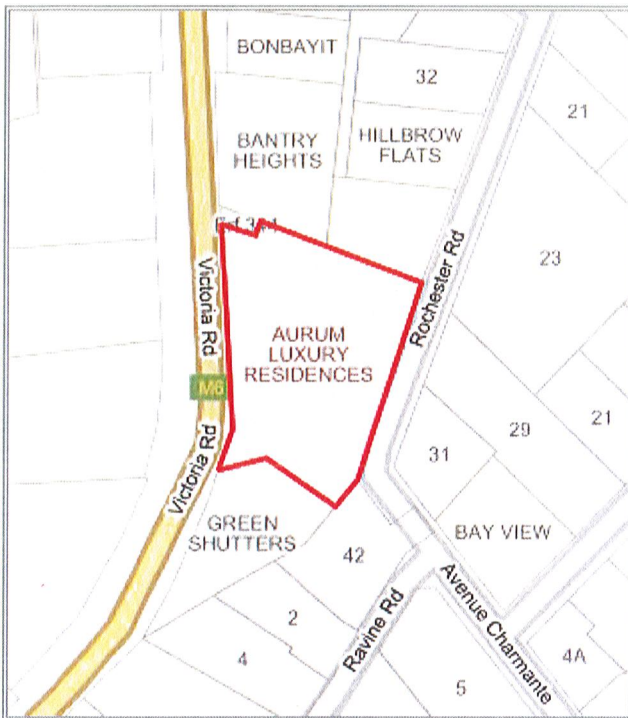 BONBAYIT
32
21
BANTRY
HEIGHTS
HILLBROW
FLATS
23
Victoria Rd
Rochester Rd
AURUM
LUXURY
RESIDENCES
M6
Victoria Rd
31
29
21
GREEN
SHUTTERS
42
BAY VIEW
2
4
Ravine Rd
Avenue Charmante
5
4A